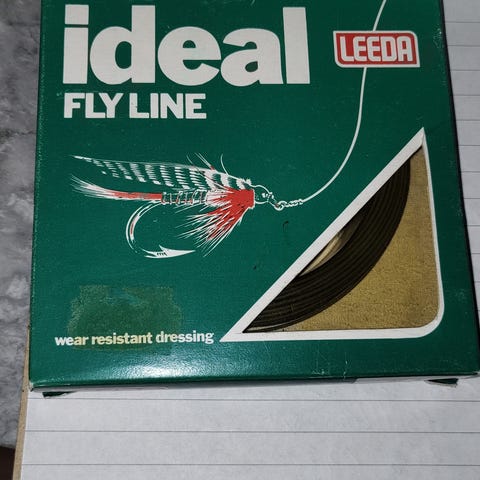 ideal
LEEDA
FLY LINE
wear resistant dressing